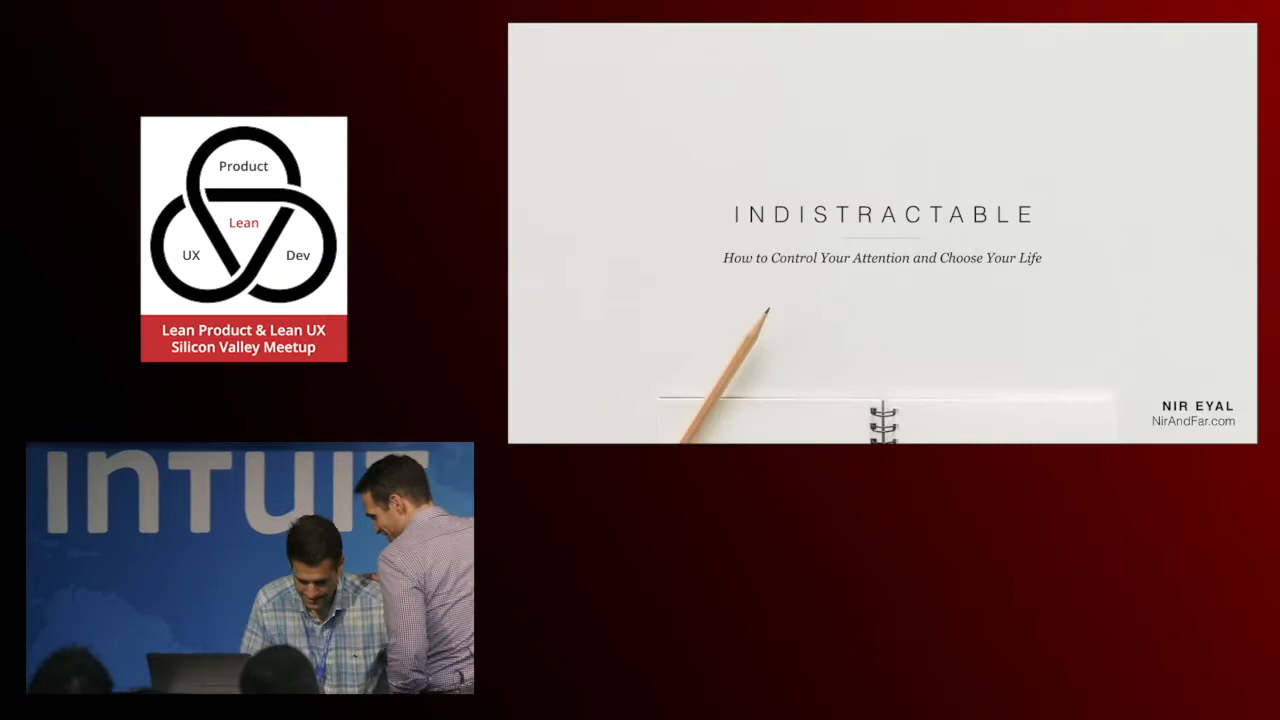 Product
Lean
UX
Dev
Lean Product & Lean UX
Silicon Valley Meetup
INDISTRACTABLE
How to Control Your Attention and Choose Your Life
NIR EYAL
NirAndFar.com
INTUIT